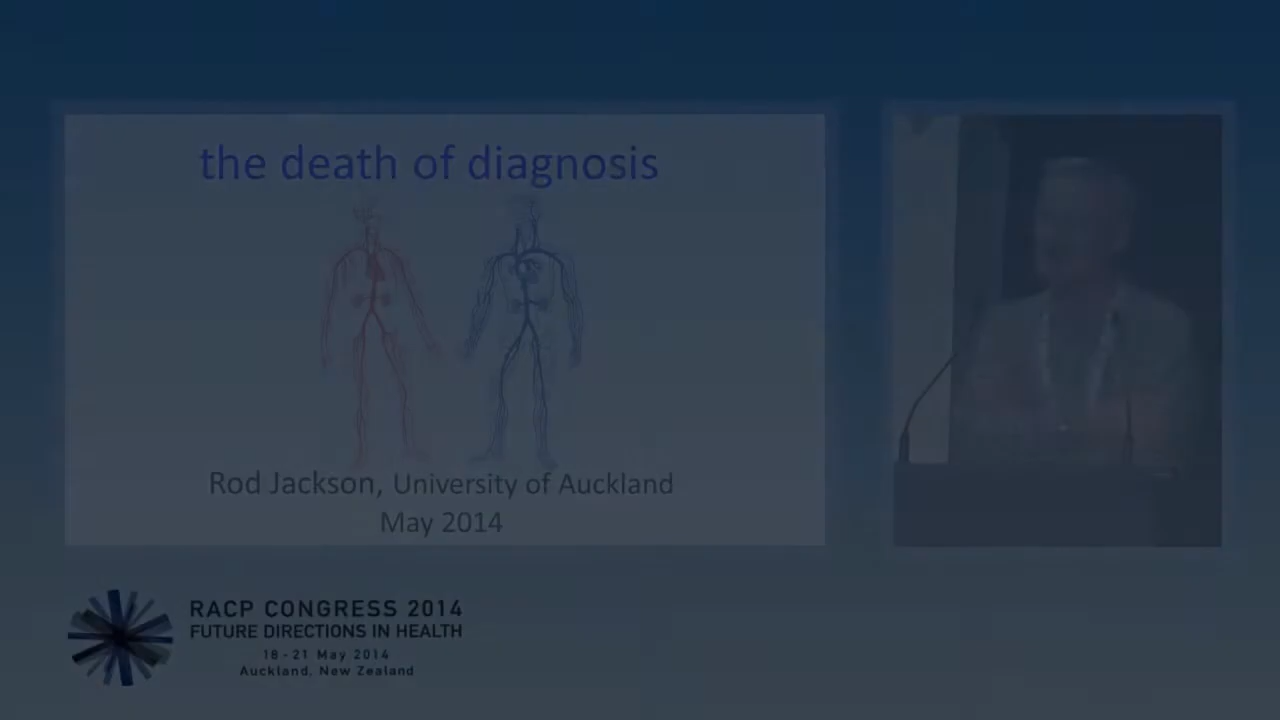 the death of diagnosis
Rod Jackson, University of Auckland
May 2014
RACP CONGRESS 2014
FUTURE DIRECTIONS IN HEALTH
18 - 21 May 2014
Auckland, New Zealand